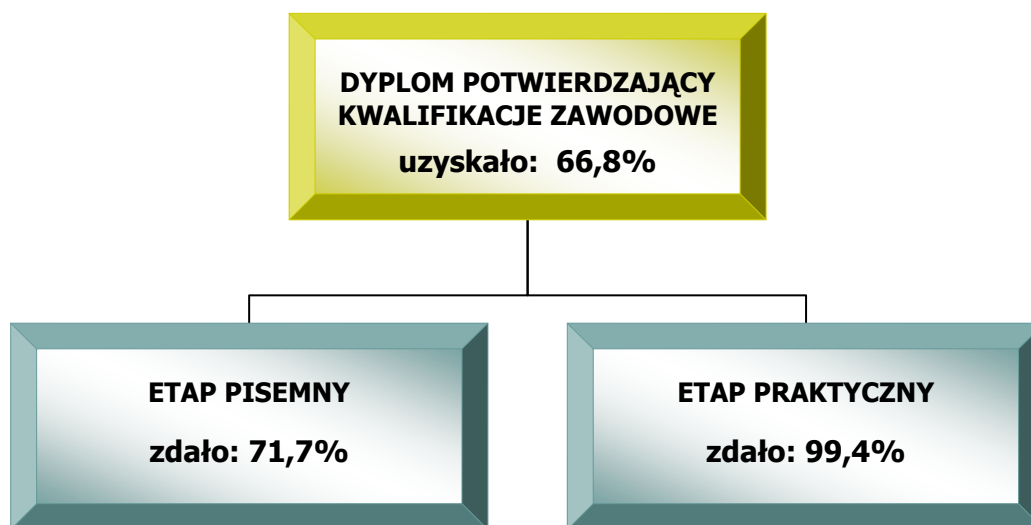 DYPLOM POTWIERDZAJĄCY
KWALIFIKACJE ZAWODOWE
uzyskało: 66,8%
ETAP PISEMNY
zdało: 71,7%
ETAP PRAKTYCZNY
zdało: 99,4%